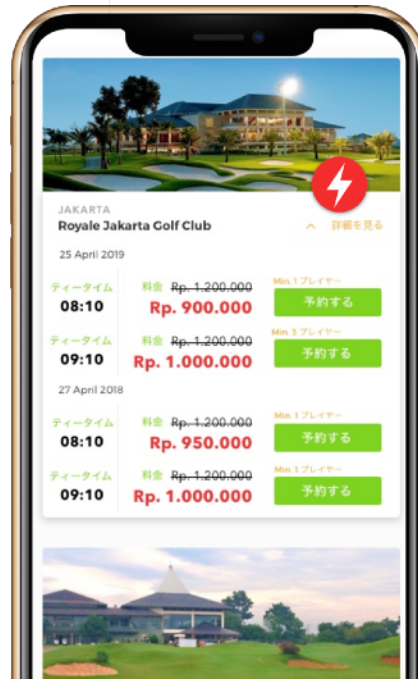 JAKARTA
Royale Jakarta Golf Club
詳細を見る
25 April 2019
ティータイム 料金 Rp. 1.200.000 Min. 1 プレイヤー
08:10 Rp. 900.000 予約する
ティータイム 料金 Rp. 1.200.000 Min. 3 プレイヤー
09:10 Rp. 1.000.000 予約する
27 April 2018
ティータイム 料金 Rp. 1.200.000 Min. 1 プレイヤー
08:10 Rp. 950.000 予約する
ティータイム 料金 Rp. 1.200.000 Min. 1 プレイヤー
09:10 Rp. 1.000.000 予約する